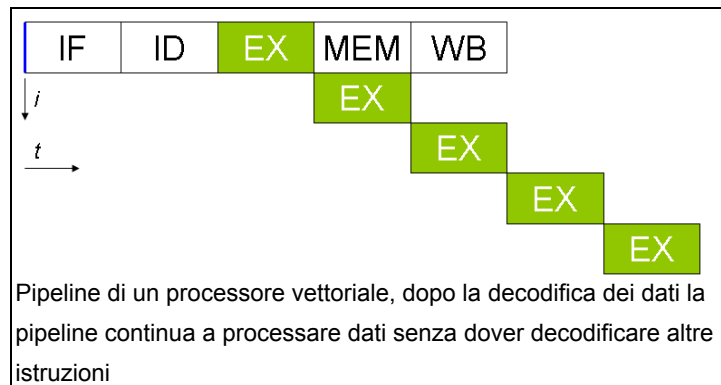 IF ID EX MEM WB
i EX
t EX
EX
EX
Pipeline di un processore vettoriale, dopo la decodifica dei dati la
pipeline continua a processare dati senza dover decodificare altre
istruzioni